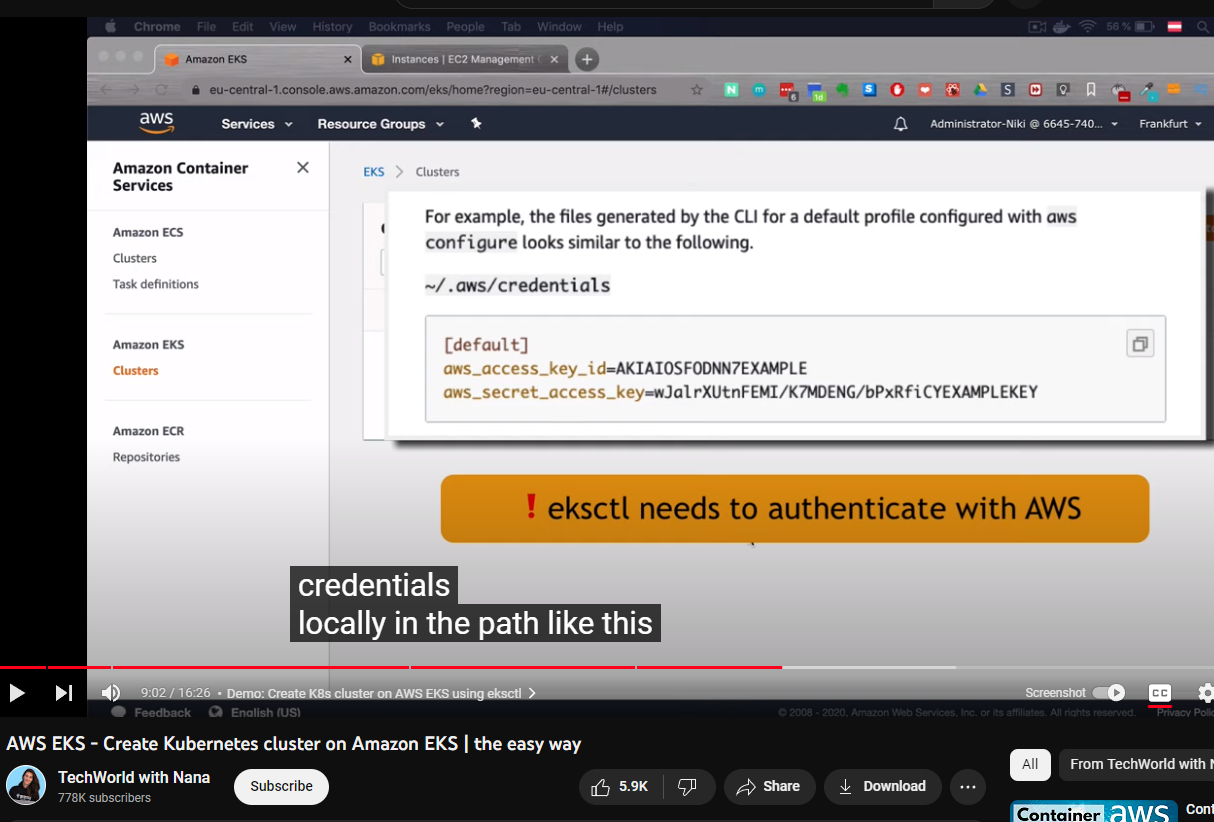 Chrome File Edit View History Bookmarks People Tab Window Help
56 %
Amazon EKS
Instances | EC2 Management C
eu-central-1.console.aws.amazon.com/eks/home?region=eu-central-1#/clusters
aws
Services
Resource Groups
Administrator-Niki @ 6645-740...
Frankfurt
Amazon Container
Services
Amazon ECS
Clusters
Task definitions
Amazon EKS
Clusters
Amazon ECR
Repositories
EKS
Clusters
For example, the files generated by the CLI for a default profile configured with aws
configure looks similar to the following.
~/.aws/credentials
[default]
aws_access_key_id=AKIAIOSFODNN7EXAMPLE
aws_secret_access_key=wJalrXUtnFEMI/K7MDENG/bPxRfiCYEXAMPLEKEY
! eksctl needs to authenticate with AWS
credentials
locally in the path like this
9:02 / 16:26 • Demo: Create K8s cluster on AWS EKS using eksctl
Screenshot
CC
Feedback
English (US)
© 2008 - 2020, Amazon Web Services, Inc. or its affiliates. All rights reserved.
Privacy Polic
AWS EKS - Create Kubernetes cluster on Amazon EKS | the easy way
TechWorld with Nana
778K subscribers
Subscribe
5.9K
Share
Download
All
From TechWorld with N
Container aws
Cont